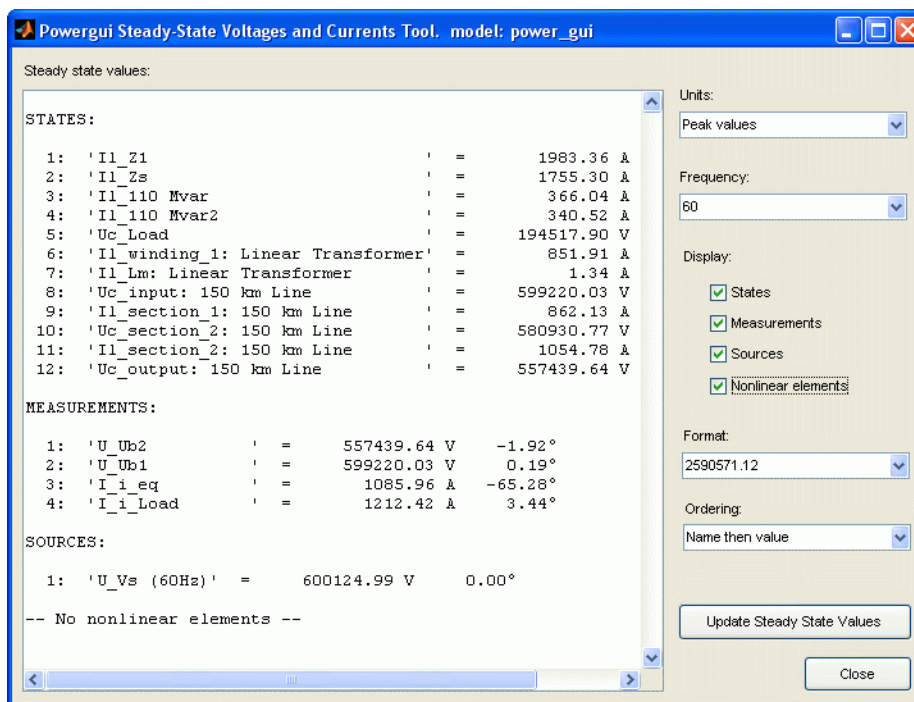 Powergui Steady-State Voltages and Currents Tool. model: power_gui
Steady state values:
STATES:
1: 'Il_Z1 ' = 1983.36 A
2: 'Il_Zs ' = 1755.30 A
3: 'Il_110 Mvar ' = 366.04 A
4: 'Il_110 Mvar2 ' = 340.52 A
5: 'Uc_Load ' = 194517.90 V
6: 'Il_winding_1: Linear Transformer' = 851.91 A
7: 'Il_Lm: Linear Transformer ' = 1.34 A
8: 'Uc_input: 150 km Line ' = 599220.03 V
9: 'Il_section_1: 150 km Line ' = 862.13 A
10: 'Uc_section_2: 150 km Line ' = 580930.77 V
11: 'Il_section_2: 150 km Line ' = 1054.78 A
12: 'Uc_output: 150 km Line ' = 557439.64 V
MEASUREMENTS:
1: 'U_Ub2 ' = 557439.64 V -1.92°
2: 'U_Ub1 ' = 599220.03 V 0.19°
3: 'I_i_eq ' = 1085.96 A -65.28°
4: 'I_i_Load ' = 1212.42 A 3.44°
SOURCES:
1: 'U_Vs (60Hz)' = 600124.99 V 0.00°
-- No nonlinear elements --
Units:
Peak values
Frequency:
60
Display:
States
Measurements
Sources
Nonlinear elements
Format:
2590571.12
Ordering:
Name then value
Update Steady State Values
Close